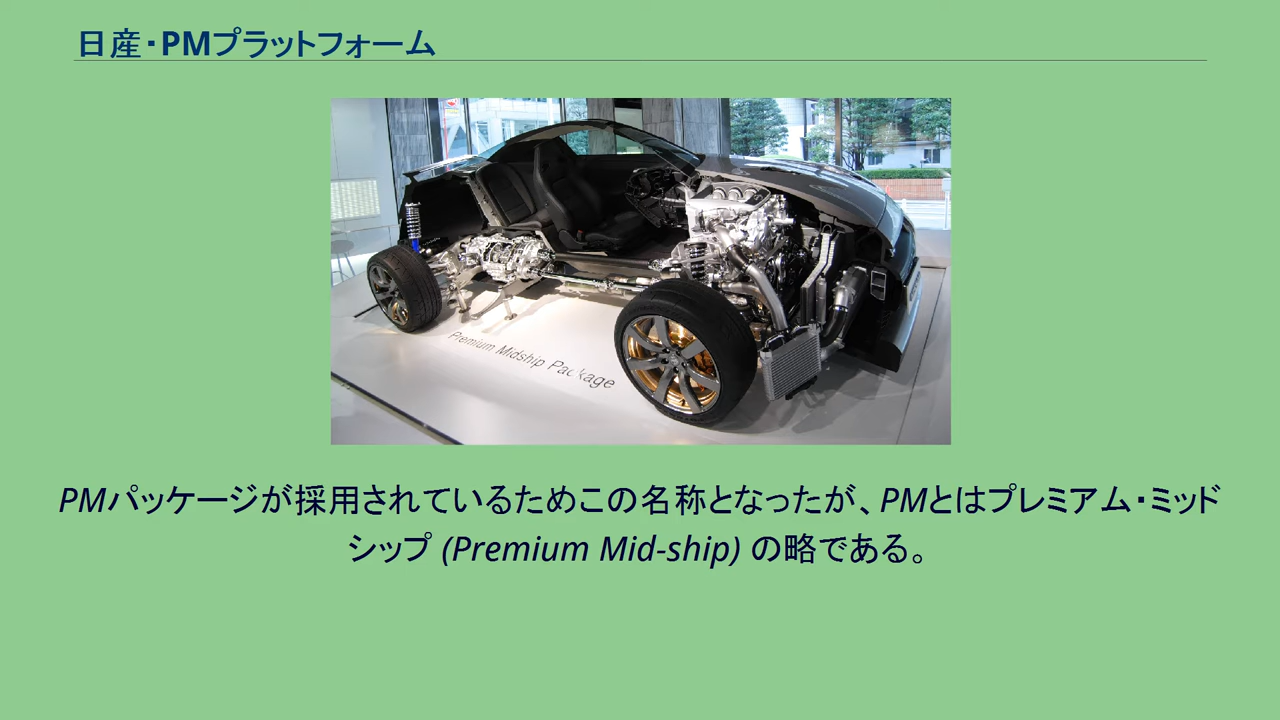 日産・PMプラットフォーム
Premium Midship Package
PMパッケージが採用されているためこの名称となったが、PMとはプレミアム・ミッド
シップ (Premium Mid-ship) の略である。